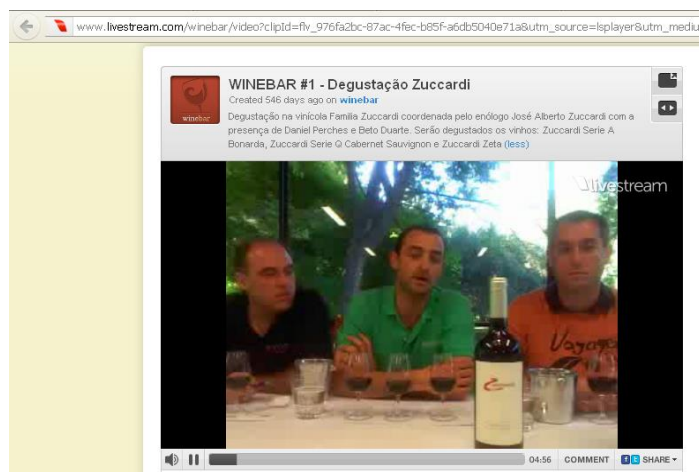 www.livestream.com/winebar/video?clipId=flv_976fa2bc-87ac-4fec-b85f-a6db5040e71a&utm_source=lsplayer&utm_mediu
WINEBAR #1 - Degustação Zuccardi
Created 546 days ago on winebar
Degustação na vinícola Familia Zuccardi coordenada pelo enólogo José Alberto Zuccardi com a
presença de Daniel Perches e Beto Duarte. Serão degustados os vinhos: Zuccardi Serie A
Bonarda, Zuccardi Serie Q Cabernet Sauvignon e Zuccardi Zeta (less)
winebar
livestream
04:56 COMMENT f t SHARE